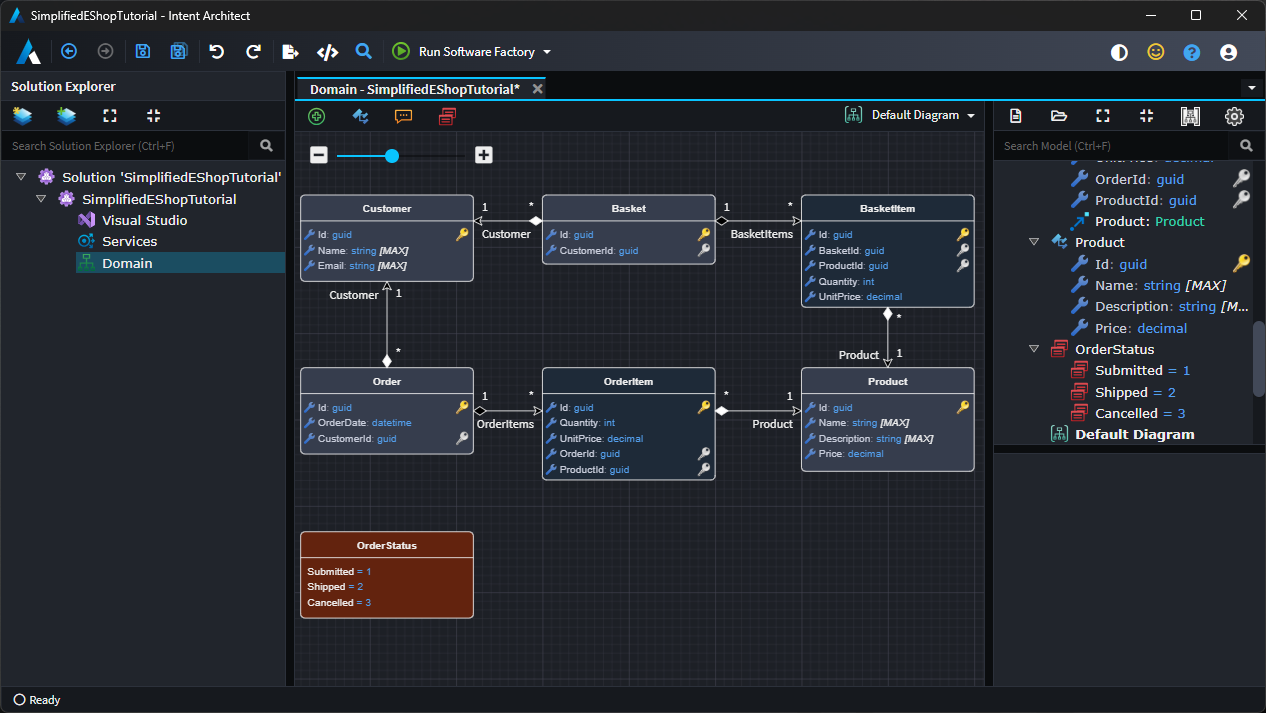 SimplifiedEShopTutorial - Intent Architect
Run Software Factory
Solution Explorer
Search Solution Explorer (Ctrl+F)
Solution 'SimplifiedEShopTutorial'
SimplifiedEShopTutorial
Visual Studio
Services
Domain
Domain - SimplifiedEShopTutorial*
Default Diagram
Customer
Id: guid
Name: string [MAX]
Email: string [MAX]
1 *
Customer
Basket
Id: guid
CustomerId: guid
1 *
BasketItems
BasketItem
Id: guid
BasketId: guid
ProductId: guid
Quantity: int
UnitPrice: decimal
Customer 1
*
*
Product 1
Order
Id: guid
OrderDate: datetime
CustomerId: guid
1 *
OrderItems
OrderItem
Id: guid
Quantity: int
UnitPrice: decimal
OrderId: guid
ProductId: guid
* 1
Product
Product
Id: guid
Name: string [MAX]
Description: string [MAX]
Price: decimal
OrderStatus
Submitted = 1
Shipped = 2
Cancelled = 3
Search Model (Ctrl+F)
OrderId: guid
ProductId: guid
Product: Product
Product
Id: guid
Name: string [MAX]
Description: string [M...
Price: decimal
OrderStatus
Submitted = 1
Shipped = 2
Cancelled = 3
Default Diagram
Ready